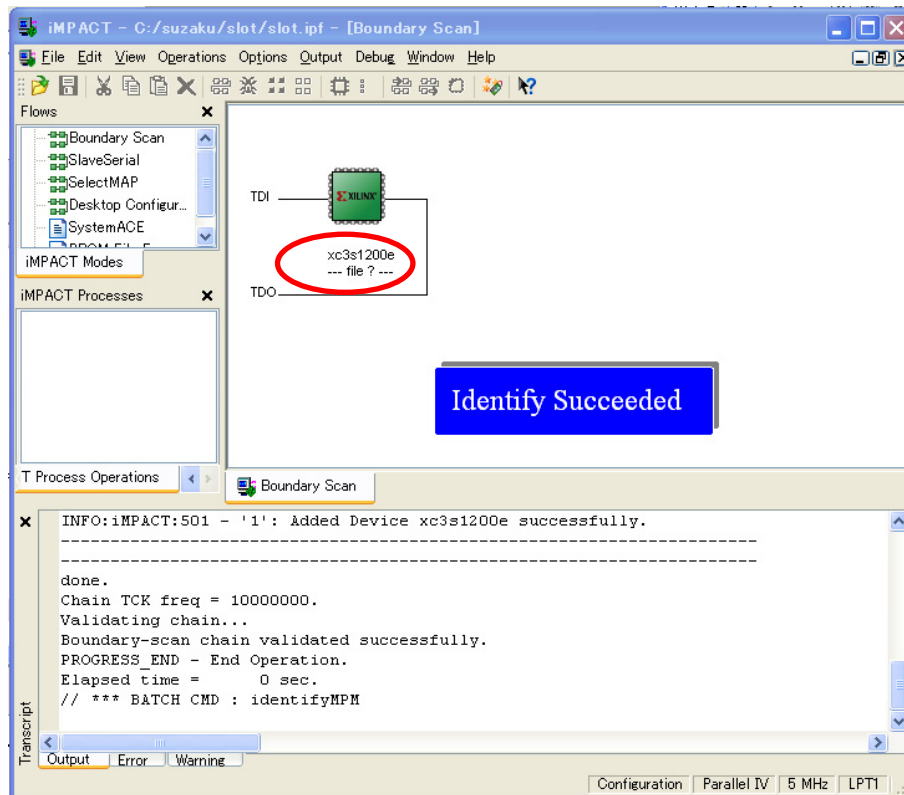 iMPACT - C:/suzaku/slot/slot.ipf - [Boundary Scan]
File Edit View Operations Options Output Debug Window Help
Flows
Boundary Scan
SlaveSerial
SelectMAP
Desktop Configur...
SystemACE
iMPACT Modes
iMPACT Processes
T Process Operations
TDI
XILINX
xc3s1200e
--- file ? ---
TDO
Identify Succeeded
Boundary Scan
INFO:iMPACT:501 - '1': Added Device xc3s1200e successfully.
----------------------------------------------------------------------
----------------------------------------------------------------------
done.
Chain TCK freq = 10000000.
Validating chain...
Boundary-scan chain validated successfully.
PROGRESS_END - End Operation.
Elapsed time =      0 sec.
// *** BATCH CMD : identifyMPM
Transcript
Output Error Warning
Configuration Parallel IV 5 MHz LPT1